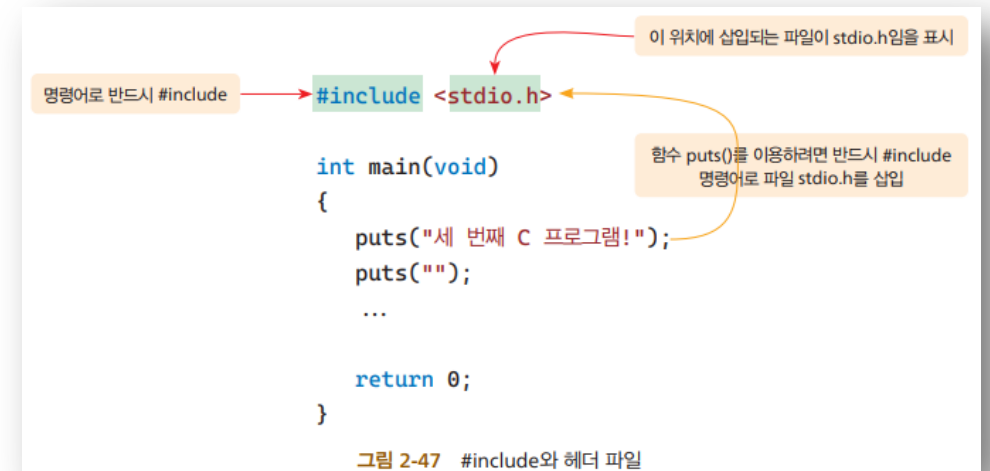 이 위치에 삽입되는 파일이 stdio.h임을 표시
명령어로 반드시 #include
#include <stdio.h>
함수 puts()를 이용하려면 반드시 #include
명령어로 파일 stdio.h를 삽입
int main(void)
{
puts("세 번째 C 프로그램!");
puts("");
...
return 0;
}
그림 2-47 #include와 헤더 파일